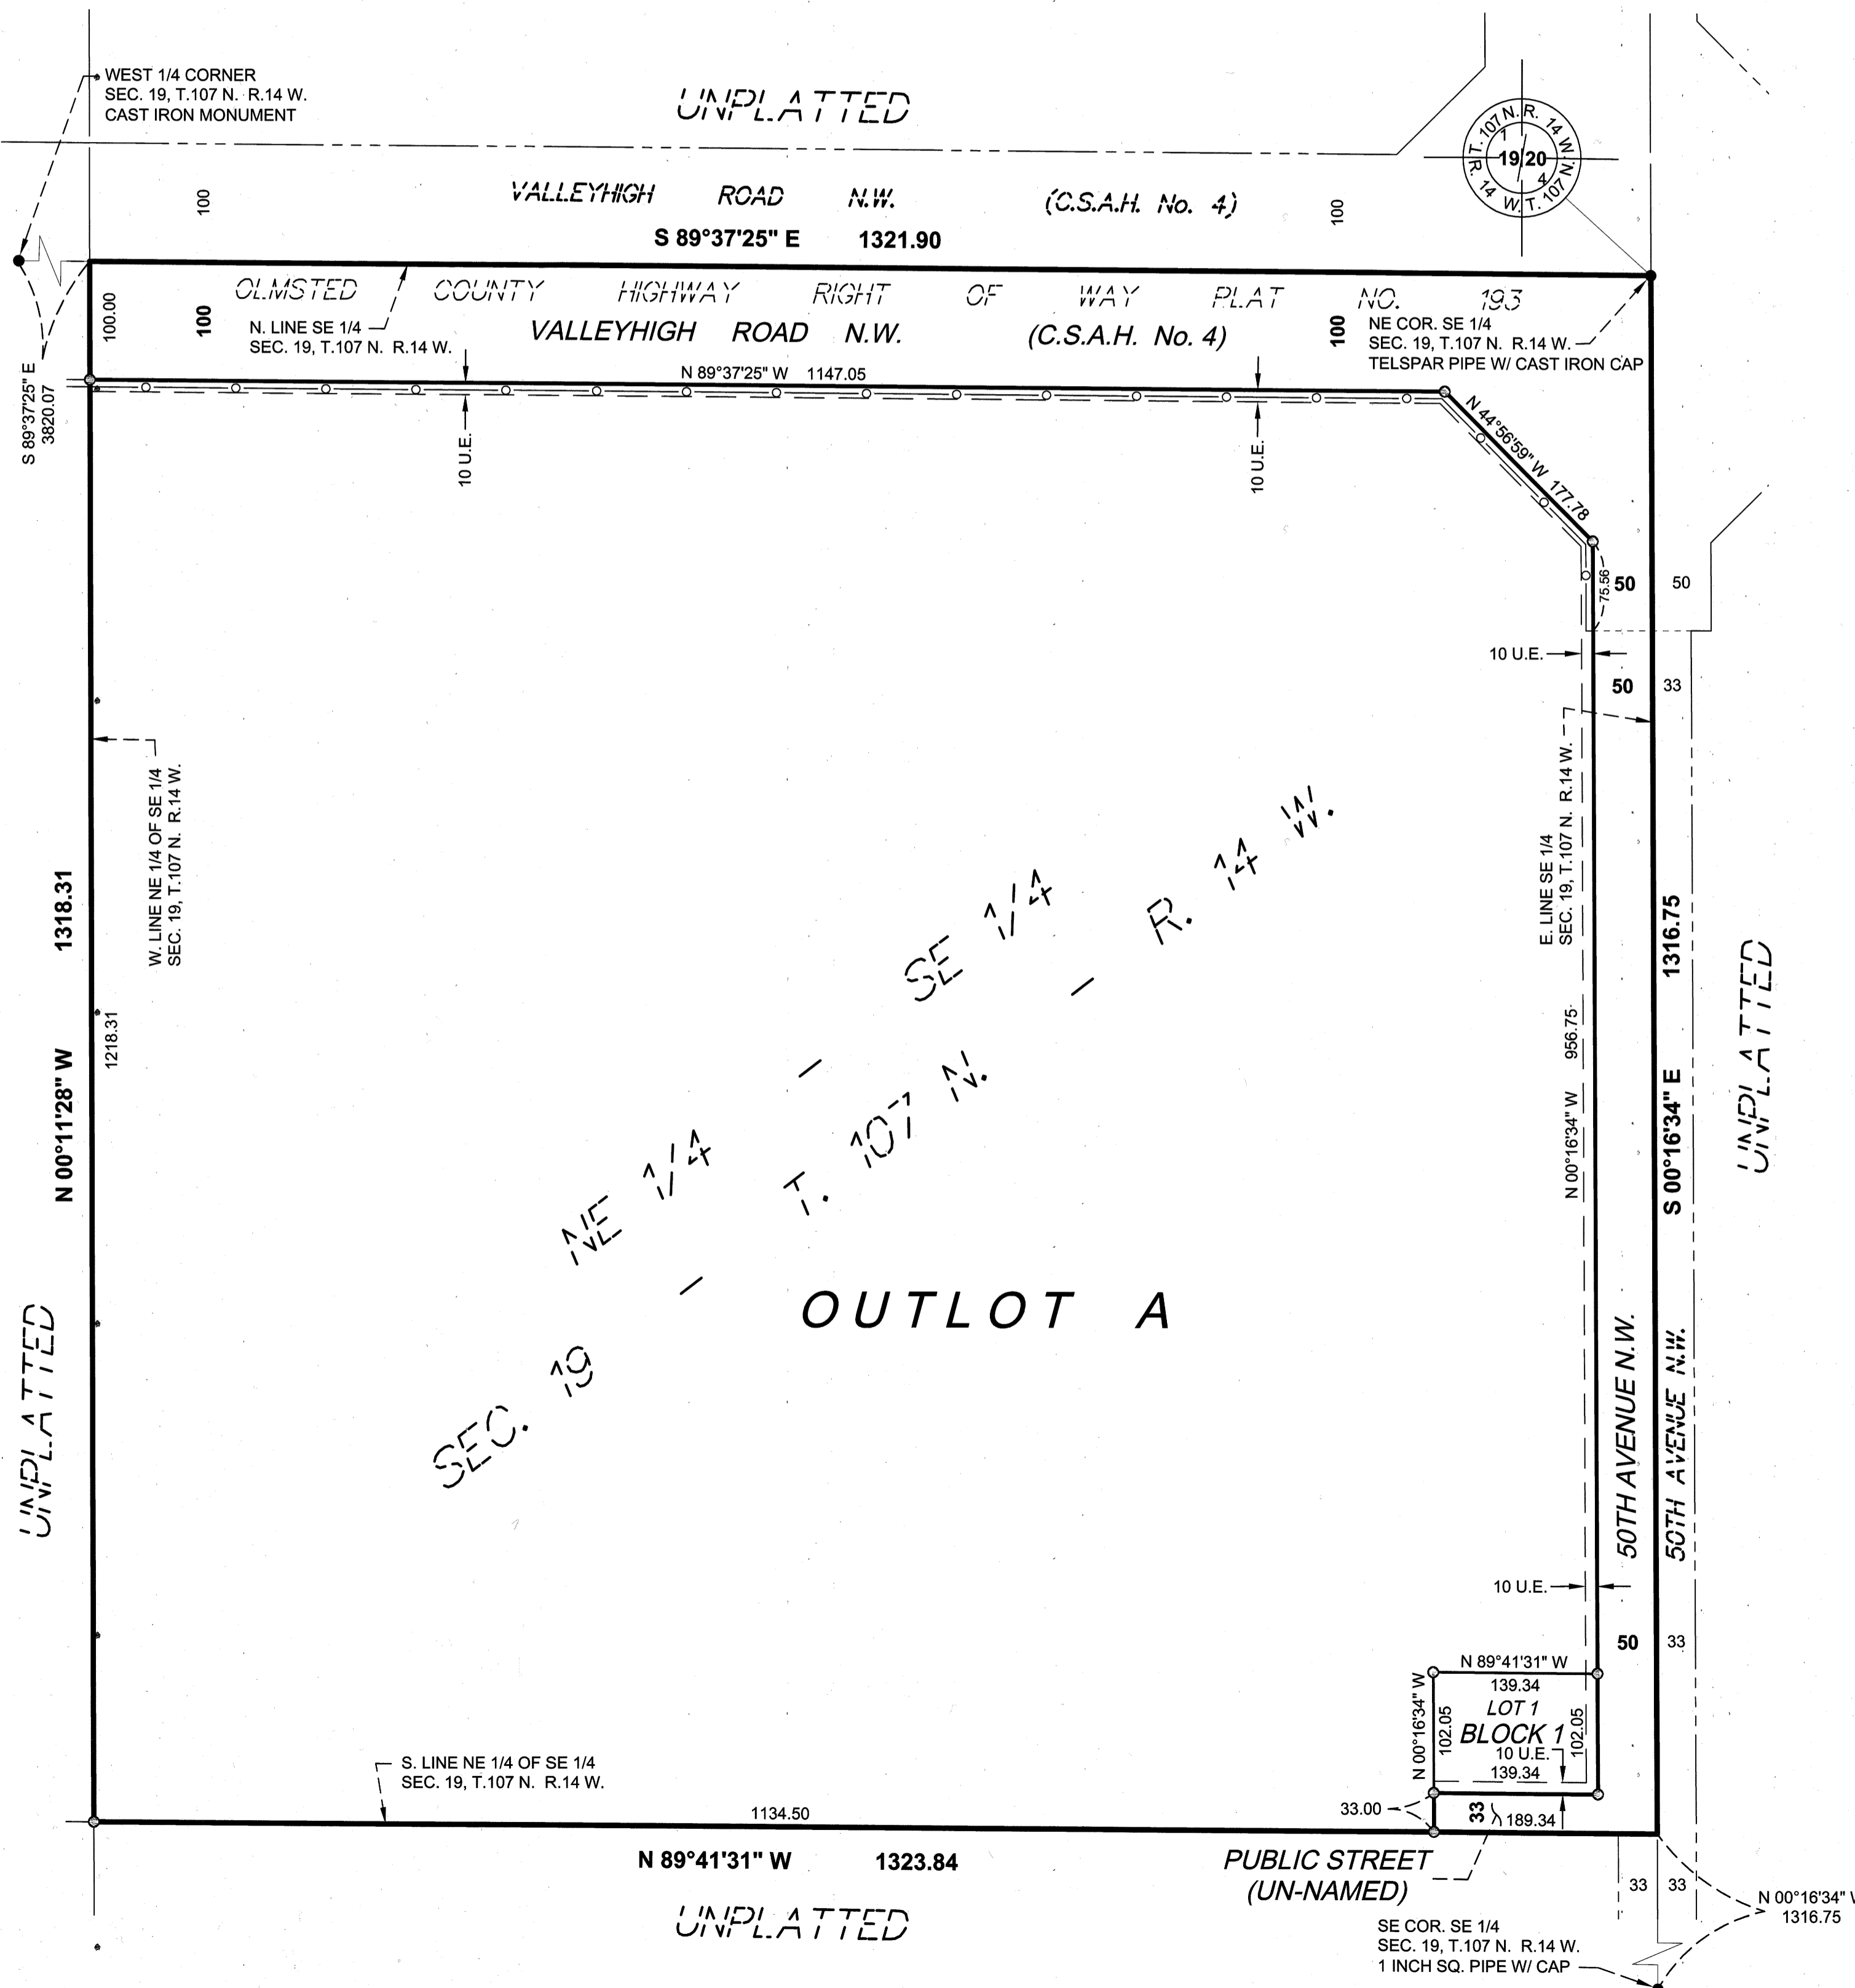 WEST 1/4 CORNER
SEC. 19, T.107 N. R.14 W.
CAST IRON MONUMENT
UNPLATTED
T. 107 N. R. 14 W.
R. 14 W. T. 107 N.
1
19 20
4
100
VALLEYHIGH ROAD N.W. (C.S.A.H. No. 4)
100
S 89°37'25" E 1321.90
OLMSTED COUNTY HIGHWAY RIGHT OF WAY PLAT NO. 193
100.00
100
N. LINE SE 1/4
SEC. 19, T.107 N. R.14 W.
VALLEYHIGH ROAD N.W. (C.S.A.H. No. 4)
100
NE COR. SE 1/4
SEC. 19, T.107 N. R.14 W.
TELSPAR PIPE W/ CAST IRON CAP
S 89°37'25" E
3820.07
N 89°37'25" W 1147.05
10 U.E.
10 U.E.
N 44°56'59" W 177.78
75.56
50
50
10 U.E.
50
33
W. LINE NE 1/4 OF SE 1/4
SEC. 19, T.107 N. R.14 W.
E. LINE SE 1/4
SEC. 19, T.107 N. R.14 W.
N 00°11'28" W 1318.31
1218.31
N 00°16'34" W 956.75
S 00°16'34" E 1316.75
UNPLATTED
NE 1/4 - SE 1/4
SEC. 19 - T. 107 N. - R. 14 W.
OUTLOT A
UNPLATTED
50TH AVENUE N.W.
50TH AVENUE N.W.
10 U.E.
50
33
N 89°41'31" W
139.34
N 00°16'34" W
102.05
LOT 1
BLOCK 1
102.05
10 U.E.
139.34
S. LINE NE 1/4 OF SE 1/4
SEC. 19, T.107 N. R.14 W.
1134.50
33.00
33
189.34
N 89°41'31" W 1323.84
PUBLIC STREET
(UN-NAMED)
33
33
N 00°16'34" W
1316.75
UNPLATTED
SE COR. SE 1/4
SEC. 19, T.107 N. R.14 W.
1 INCH SQ. PIPE W/ CAP